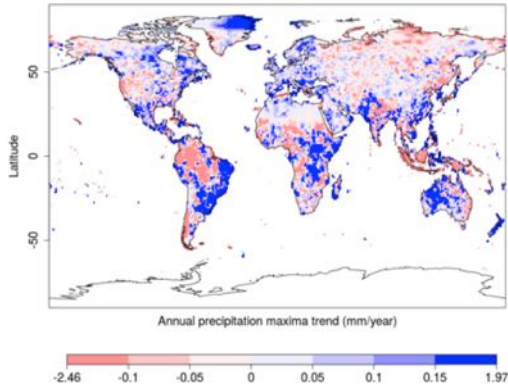 50
0
-50
Latitude
Annual precipitation maxima trend (mm/year)
-2.46 -0.1 -0.05 0 0.05 0.1 0.15 1.97